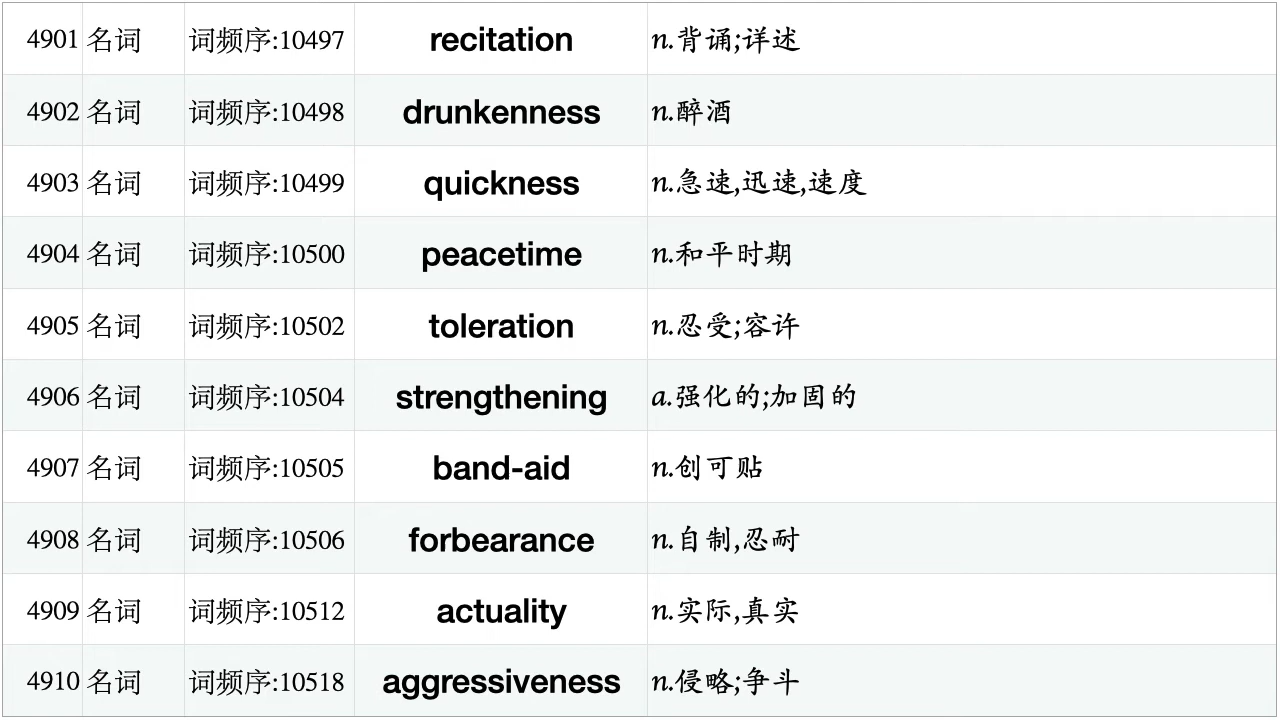 4901 名词 词频序:10497 recitation n.背诵;详述
4902 名词 词频序:10498 drunkenness n.醉酒
4903 名词 词频序:10499 quickness n.急速,迅速,速度
4904 名词 词频序:10500 peacetime n.和平时期
4905 名词 词频序:10502 toleration n.忍受;容许
4906 名词 词频序:10504 strengthening a.强化的;加固的
4907 名词 词频序:10505 band-aid n.创可贴
4908 名词 词频序:10506 forbearance n.自制,忍耐
4909 名词 词频序:10512 actuality n.实际,真实
4910 名词 词频序:10518 aggressiveness n.侵略;争斗